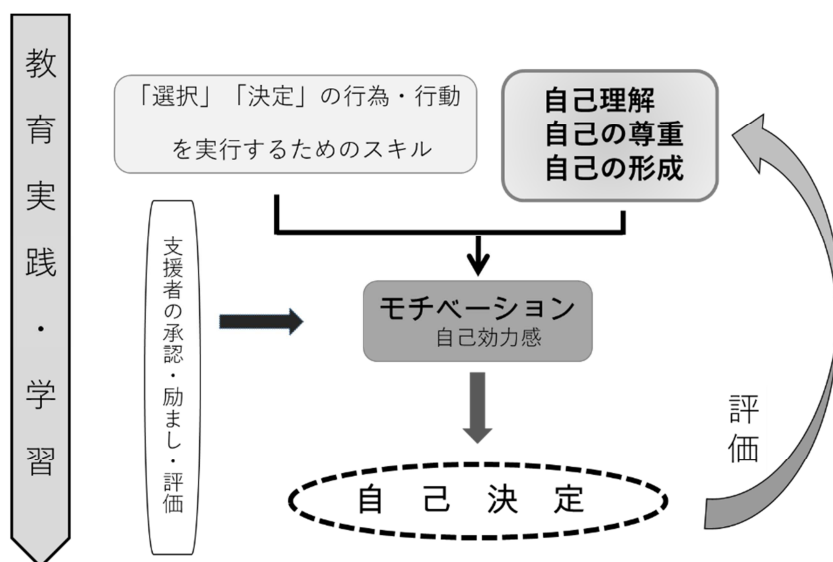 教育実践・学習
「選択」「決定」の行為・行動
を実行するためのスキル
自己理解
自己の尊重
自己の形成
支援者の承認・励まし・評価
モチベーション
自己効力感
自己決定
評価